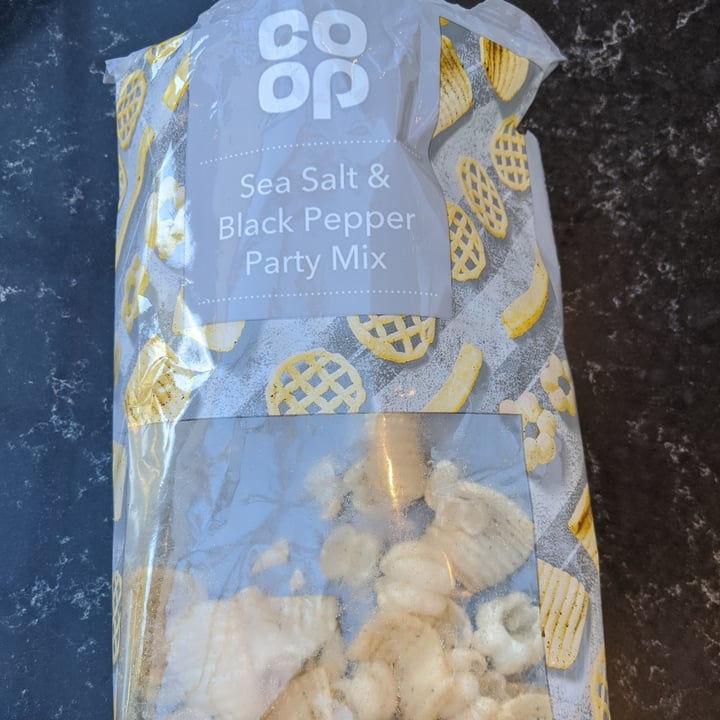 CO
OP
Sea Salt &
Black Pepper
Party Mix